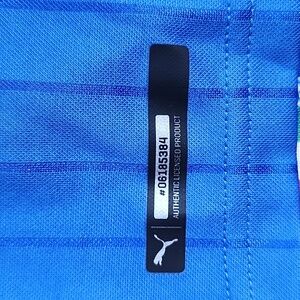 #06185384
AUTHENTIC LICENSED PRODUCT